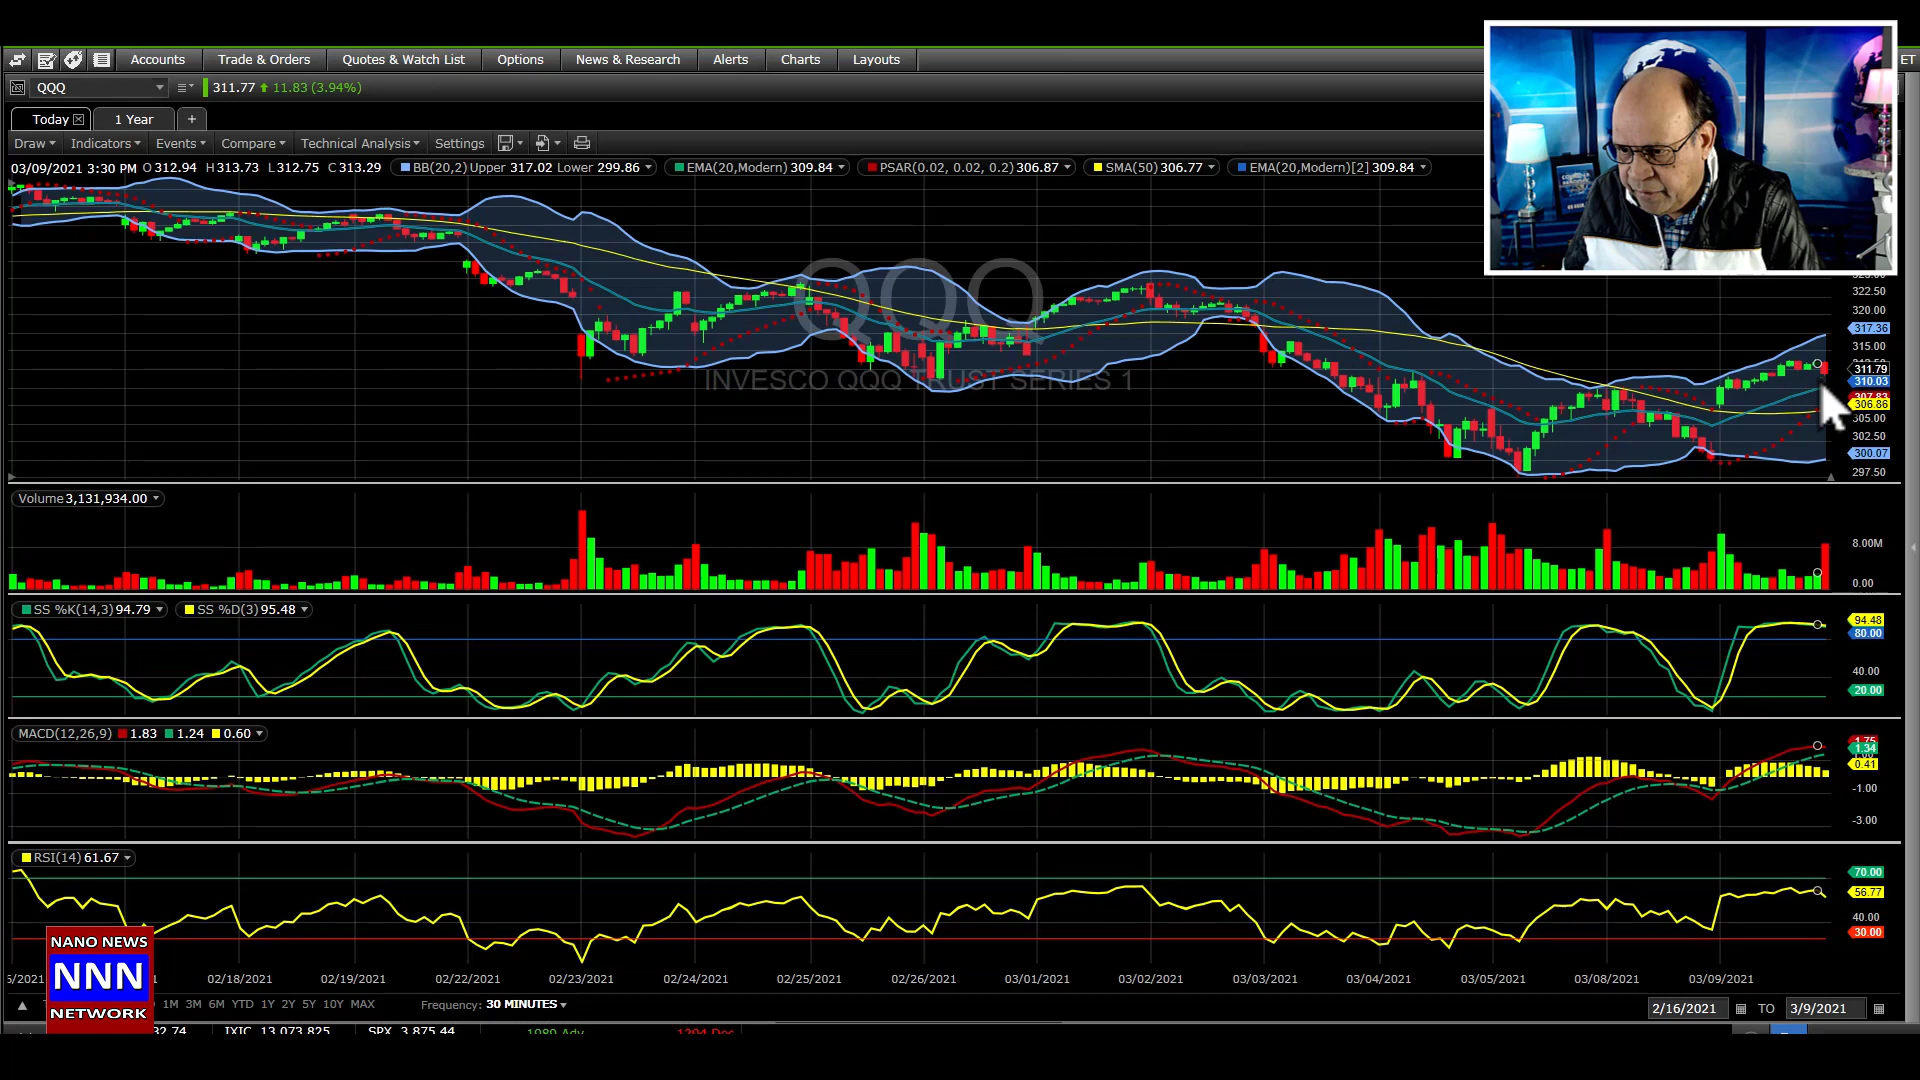 Accounts Trade & Orders Quotes & Watch List Options News & Research Alerts Charts Layouts ET
QQQ 311.77 11.83 (3.94%)
Today 1 Year +
Draw Indicators Events Compare Technical Analysis Settings
03/09/2021 3:30 PM O 312.94 H 313.73 L 312.75 C 313.29 BB(20,2) Upper 317.02 Lower 299.86 EMA(20,Modern) 309.84 PSAR(0.02, 0.02, 0.2) 306.87 SMA(50) 306.77 EMA(20,Modern)[2] 309.84
QQQ
INVESCO QQQ TRUST SERIES 1
322.50
320.00
317.36
315.00
311.79
310.03
306.86
305.00
302.50
300.07
297.50
Volume 3,131,934.00
8.00M
0.00
SS %K(14,3) 94.79 SS %D(3) 95.48
94.48
80.00
40.00
20.00
MACD(12,26,9) 1.83 1.24 0.60
1.75
1.34
0.41
-1.00
-3.00
RSI(14) 61.67
70.00
56.77
40.00
30.00
02/18/2021 02/19/2021 02/22/2021 02/23/2021 02/24/2021 02/25/2021 02/26/2021 03/01/2021 03/02/2021 03/03/2021 03/04/2021 03/05/2021 03/08/2021 03/09/2021
1M 3M 6M YTD 1Y 2Y 5Y 10Y MAX Frequency: 30 MINUTES 2/16/2021 TO 3/9/2021
IXIC 13,073.825 SPX 3,875.44
NANO NEWS
NNN
NETWORK